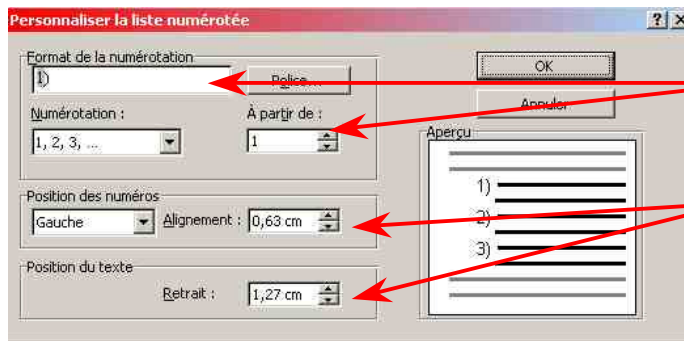 Personnaliser la liste numérotée
Format de la numérotation
1)
Police...
OK
Annuler
Numérotation :
À partir de :
1, 2, 3, ...
1
Aperçu
1)
2)
3)
Position des numéros
Gauche
Alignement :
0,63 cm
Position du texte
Retrait :
1,27 cm